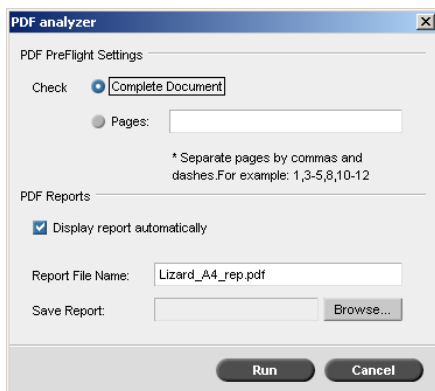 PDF analyzer
PDF PreFlight Settings
Check Complete Document
Pages:
* Separate pages by commas and
dashes.For example: 1,3-5,8,10-12
PDF Reports
Display report automatically
Report File Name: Lizard_A4_rep.pdf
Save Report: Browse...
Run Cancel